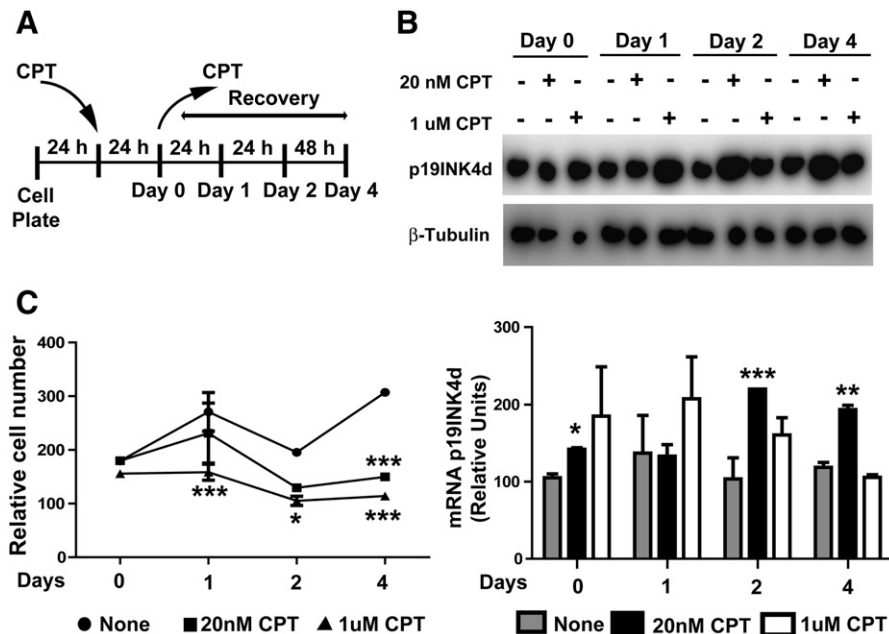 A
CPT
CPT
Recovery
24 h 24 h 24 h 24 h 48 h
Cell
Plate
Day 0 Day 1 Day 2 Day 4
B
Day 0 Day 1 Day 2 Day 4
20 nM CPT - + - - + - - + - - + -
1 uM CPT - - + - - + - - + - - +
p19INK4d
β-Tubulin
C
Relative cell number
400
300
200
100
0
***
*
***
***
Days 0 1 2 4
None 20nM CPT 1uM CPT
mRNA p19INK4d
(Relative Units)
300
200
100
0
*
***
**
Days 0 1 2 4
None 20nM CPT 1uM CPT